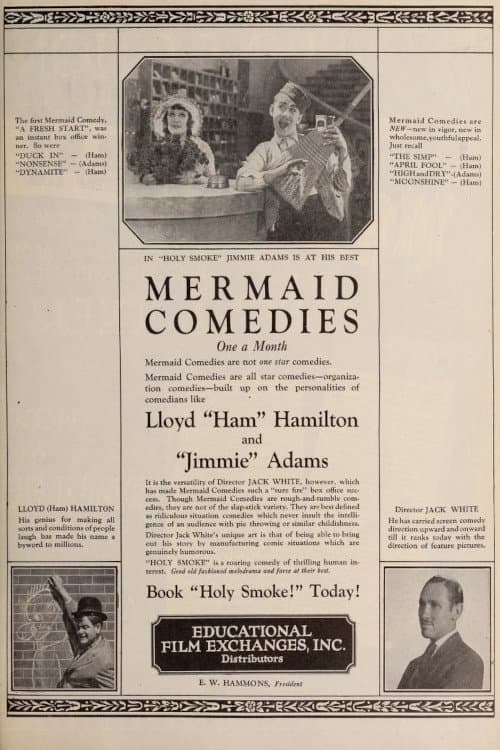 The first Mermaid Comedy,
"A FRESH START", was
an instant box office win-
ner. So were
"DUCK IN" — (Ham)
"NONSENSE" — (Adams)
"DYNAMITE" — (Ham)
Mermaid Comedies are
NEW—new in vigor, new in
wholesome, youthful appeal.
Just recall
"THE SIMP" — (Ham)
"APRIL FOOL" — (Ham)
"HIGH and DRY"-(Adams)
"MOONSHINE" — (Ham)
IN "HOLY SMOKE" JIMMIE ADAMS IS AT HIS BEST
MERMAID
COMEDIES
One a Month
Mermaid Comedies are not one star comedies.
Mermaid Comedies are all star comedies—organiza-
tion comedies—built up on the personalities of
comedians like
Lloyd "Ham" Hamilton
and
"Jimmie" Adams
It is the versatility of Director JACK WHITE, however, which
has made Mermaid Comedies such a "sure fire" box office suc-
cess. Though Mermaid Comedies are rough-and-tumble com-
edies, they are not of the slap-stick variety. They are best defined
as ridiculous situation comedies which never insult the intelli-
gence of an audience with pie throwing or similar childishness.
Director Jack White's unique art is that of being able to bring
out his story by manufacturing comic situations which are
genuinely humorous.
"HOLY SMOKE" is a roaring comedy of thrilling human in-
terest. Good old fashioned melodrama and farce at their best.
Book "Holy Smoke!" Today!
LLOYD (Ham) HAMILTON
His genius for making all
sorts and conditions of people
laugh has made his name a
byword to millions.
Director JACK WHITE
He has carried screen comedy
direction upward and onward
till it ranks today with the
direction of feature pictures.
EDUCATIONAL
FILM EXCHANGES, INC.
Distributors
E. W. HAMMONS, President